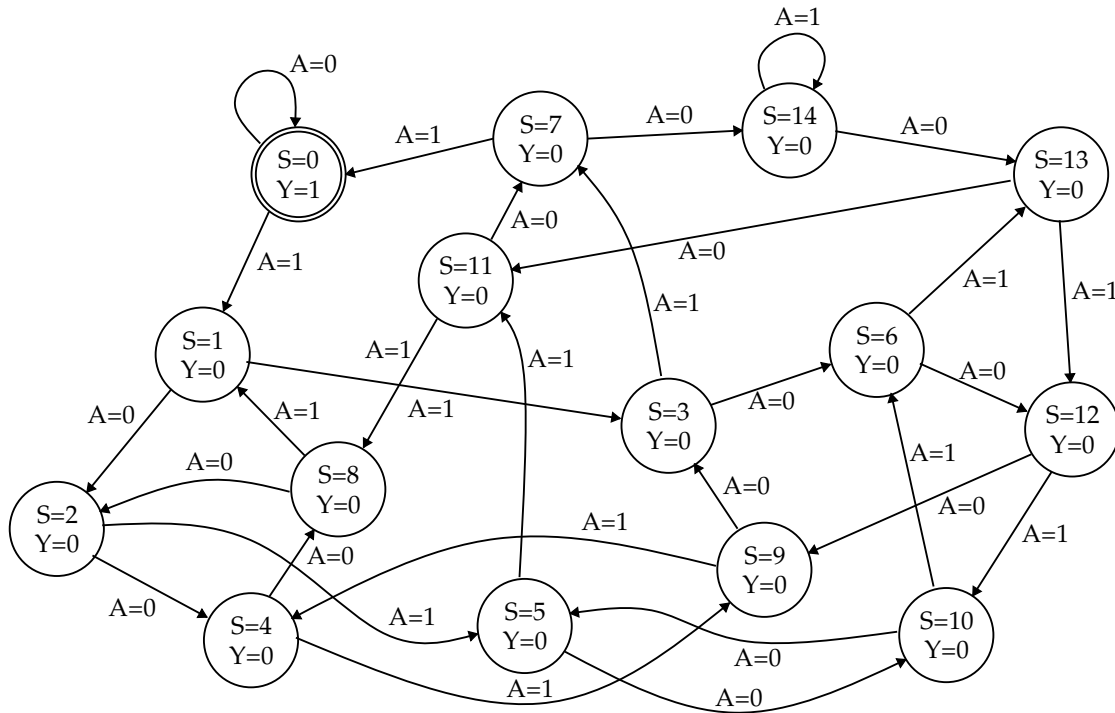 A=1
A=0
S=7
Y=0
A=0
S=14
Y=0
A=0
A=1
S=0
Y=1
S=13
Y=0
A=0
A=0
A=1
S=11
Y=0
A=1
A=1
A=1
S=6
Y=0
S=1
Y=0
A=1
A=1
A=0
A=1
A=0
S=3
Y=0
S=12
Y=0
A=0
A=1
A=0
A=1
S=8
Y=0
A=0
A=0
S=2
Y=0
A=1
A=1
A=0
S=9
Y=0
A=0
A=1
S=4
Y=0
S=5
Y=0
S=10
Y=0
A=0
A=1
A=0